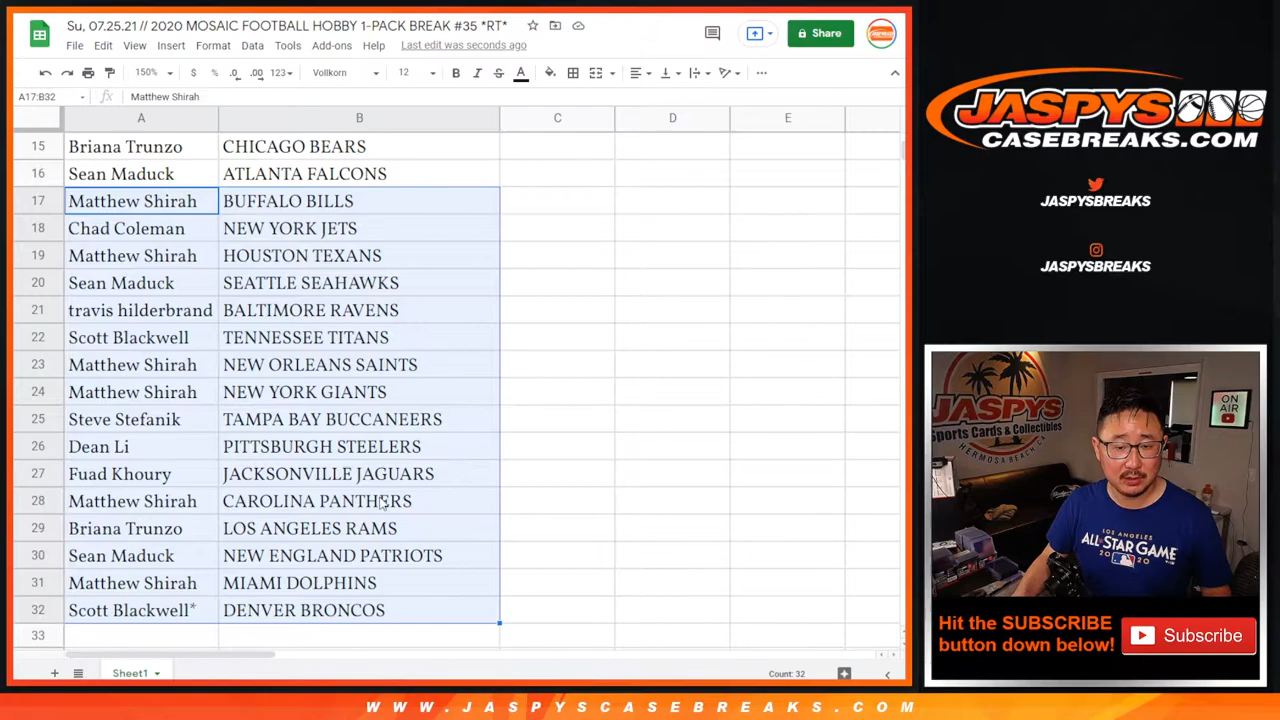 Su, 07.25.21 // 2020 MOSAIC FOOTBALL HOBBY 1-PACK BREAK #35 *RT*
File Edit View Insert Format Data Tools Add-ons Help Last edit was seconds ago
Share
150% $ % .0 .00 123 Vollkorn 12 B I S A
A17:B32 fx Matthew Shirah
A B C D E
15 Briana Trunzo CHICAGO BEARS
16 Sean Maduck ATLANTA FALCONS
17 Matthew Shirah BUFFALO BILLS
18 Chad Coleman NEW YORK JETS
19 Matthew Shirah HOUSTON TEXANS
20 Sean Maduck SEATTLE SEAHAWKS
21 travis hilderbrand BALTIMORE RAVENS
22 Scott Blackwell TENNESSEE TITANS
23 Matthew Shirah NEW ORLEANS SAINTS
24 Matthew Shirah NEW YORK GIANTS
25 Steve Stefanik TAMPA BAY BUCCANEERS
26 Dean Li PITTSBURGH STEELERS
27 Fuad Khoury JACKSONVILLE JAGUARS
28 Matthew Shirah CAROLINA PANTHERS
29 Briana Trunzo LOS ANGELES RAMS
30 Sean Maduck NEW ENGLAND PATRIOTS
31 Matthew Shirah MIAMI DOLPHINS
32 Scott Blackwell* DENVER BRONCOS
33
Sheet1
Count: 32
JASPYS
CASEBREAKS.COM
JASPYSBREAKS
JASPYSBREAKS
JASPYS
Sports Cards & Collectibles
HERMOSA BEACH, CA
ON
AIR
LOS ANGELES
ALL STAR GAME
2020
Hit the SUBSCRIBE
button down below!
Subscribe
WWW.JASPYSCASEBREAKS.COM